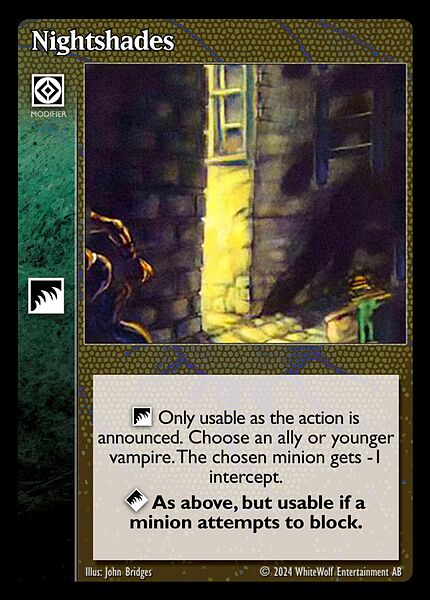 Nightshades
MODIFIER
Only usable as the action is
announced. Choose an ally or younger
vampire. The chosen minion gets -1
intercept.
As above, but usable if a
minion attempts to block.
Illus: John Bridges © 2024 WhiteWolf Entertainment AB